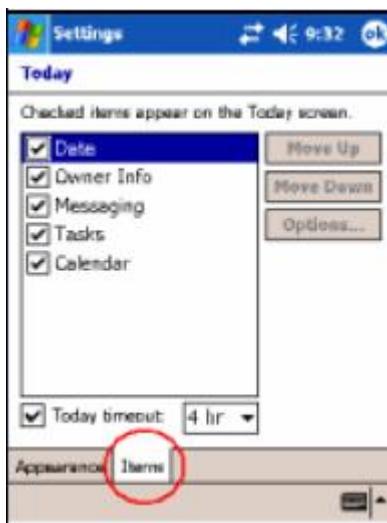 Settings 9:32 ok
Today
Checked items appear on the Today screen.
Date
Move Up
Owner Info
Move Down
Messaging
Options...
Tasks
Calendar
Today timeout: 4 hr
Appearance Items